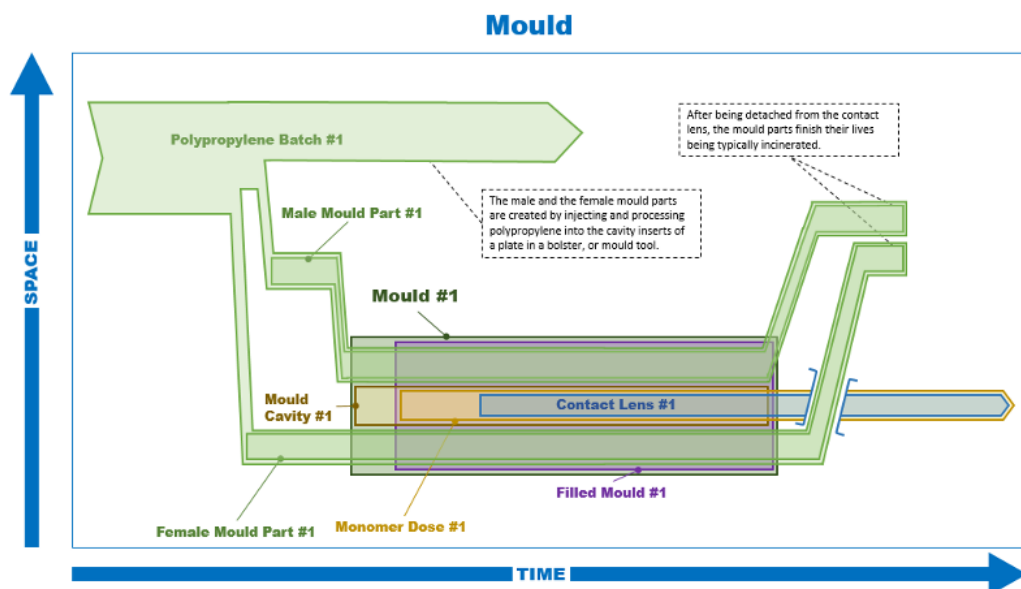 Mould
SPACE
Polypropylene Batch #1
After being detached from the contact
lens, the mould parts finish their lives
being typically incinerated.
The male and the female mould parts
are created by injecting and processing
polypropylene into the cavity inserts of
a plate in a bolster, or mould tool.
Male Mould Part #1
Mould #1
Mould
Cavity #1
Contact Lens #1
Filled Mould #1
Female Mould Part #1
Monomer Dose #1
TIME